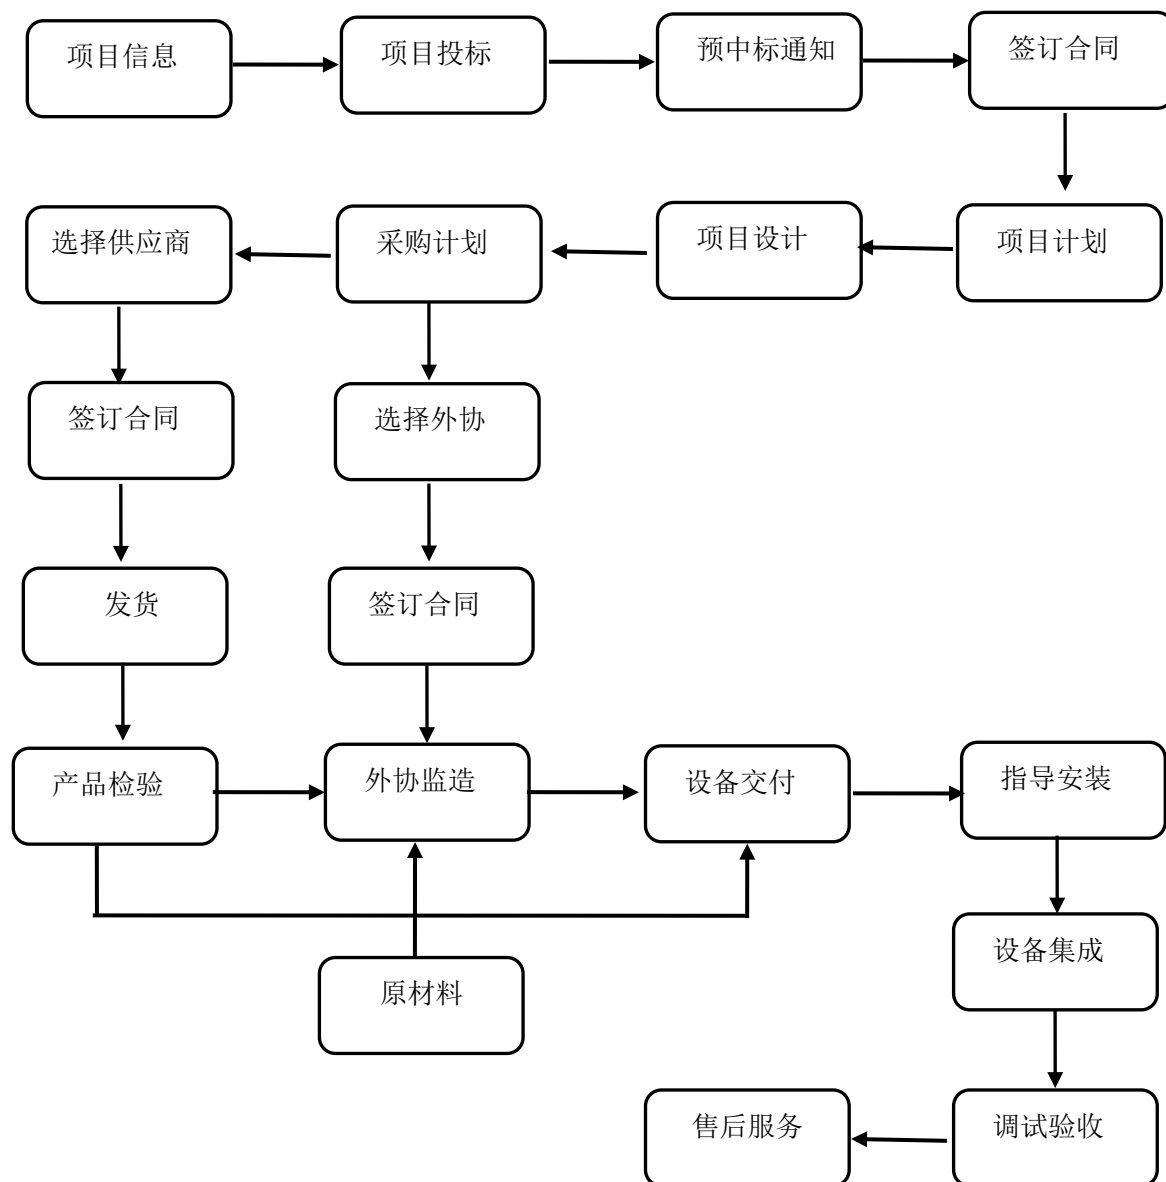 项目信息
项目投标
预中标通知
签订合同
选择供应商
采购计划
项目设计
项目计划
签订合同
选择外协
发货
签订合同
产品检验
外协监造
设备交付
指导安装
设备集成
原材料
售后服务
调试验收